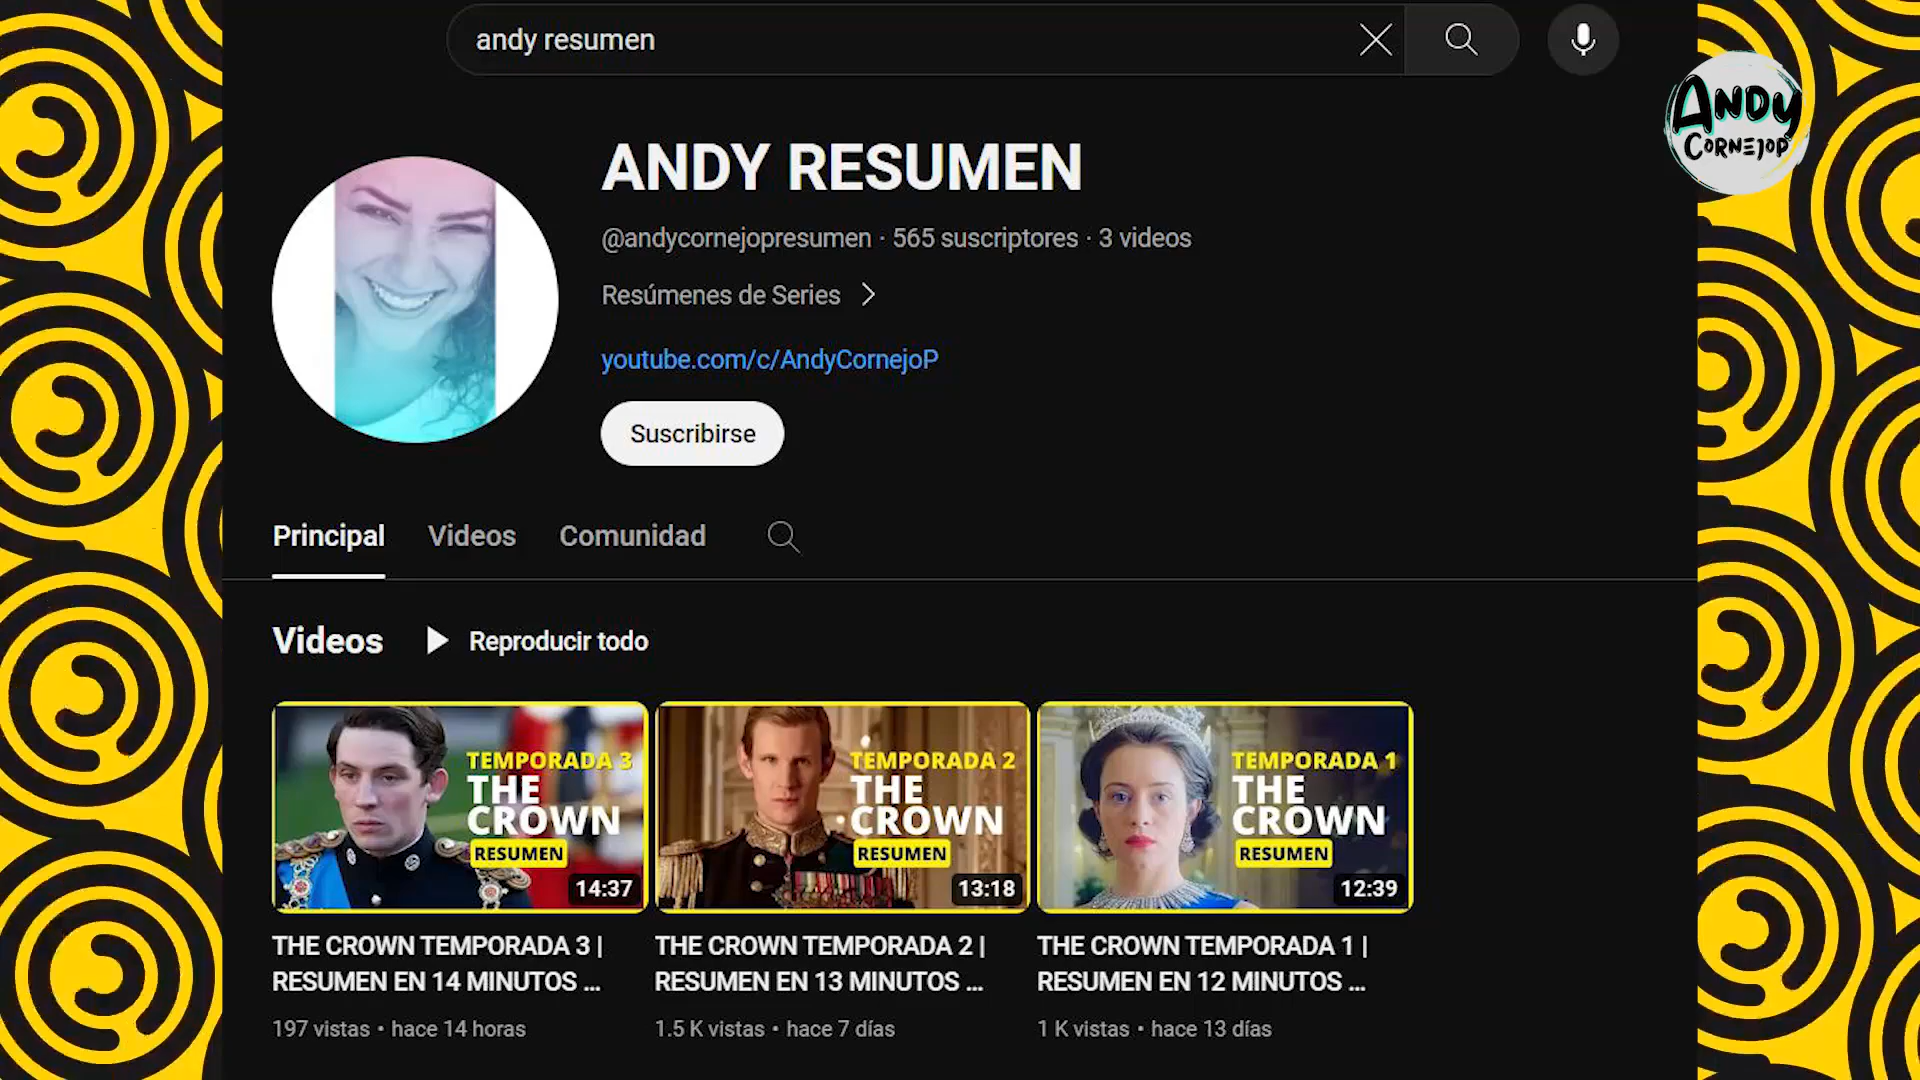 andy resumen
ANDY
CORNEJOP
ANDY RESUMEN
@andycornejopresumen · 565 suscriptores · 3 videos
Resúmenes de Series
youtube.com/c/AndyCornejoP
Suscribirse
Principal
Videos
Comunidad
Videos
Reproducir todo
TEMPORADA 3
THE
CROWN
RESUMEN
14:37
TEMPORADA 2
THE
CROWN
RESUMEN
13:18
TEMPORADA 1
THE
CROWN
RESUMEN
12:39
THE CROWN TEMPORADA 3 |
RESUMEN EN 14 MINUTOS ...
197 vistas • hace 14 horas
THE CROWN TEMPORADA 2 |
RESUMEN EN 13 MINUTOS ...
1.5 K vistas • hace 7 días
THE CROWN TEMPORADA 1 |
RESUMEN EN 12 MINUTOS ...
1 K vistas • hace 13 días